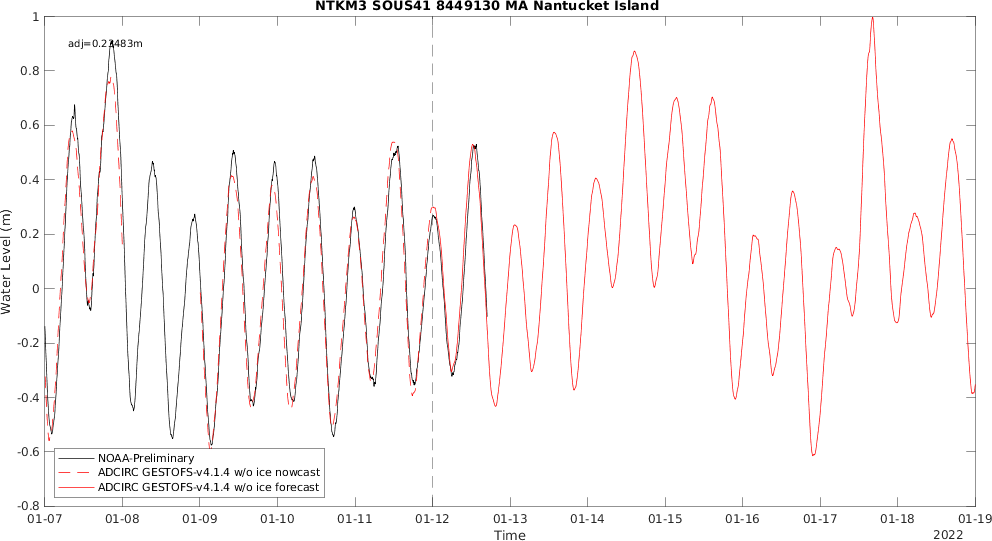 NTKM3 SOUS41 8449130 MA Nantucket Island
adj=0.23483m
1
0.8
0.6
0.4
0.2
0
-0.2
-0.4
-0.6
-0.8
Water Level (m)
NOAA-Preliminary
ADCIRC GESTOFS-v4.1.4 w/o ice nowcast
ADCIRC GESTOFS-v4.1.4 w/o ice forecast
01-07 01-08 01-09 01-10 01-11 01-12 01-13 01-14 01-15 01-16 01-17 01-18 01-19
Time
2022